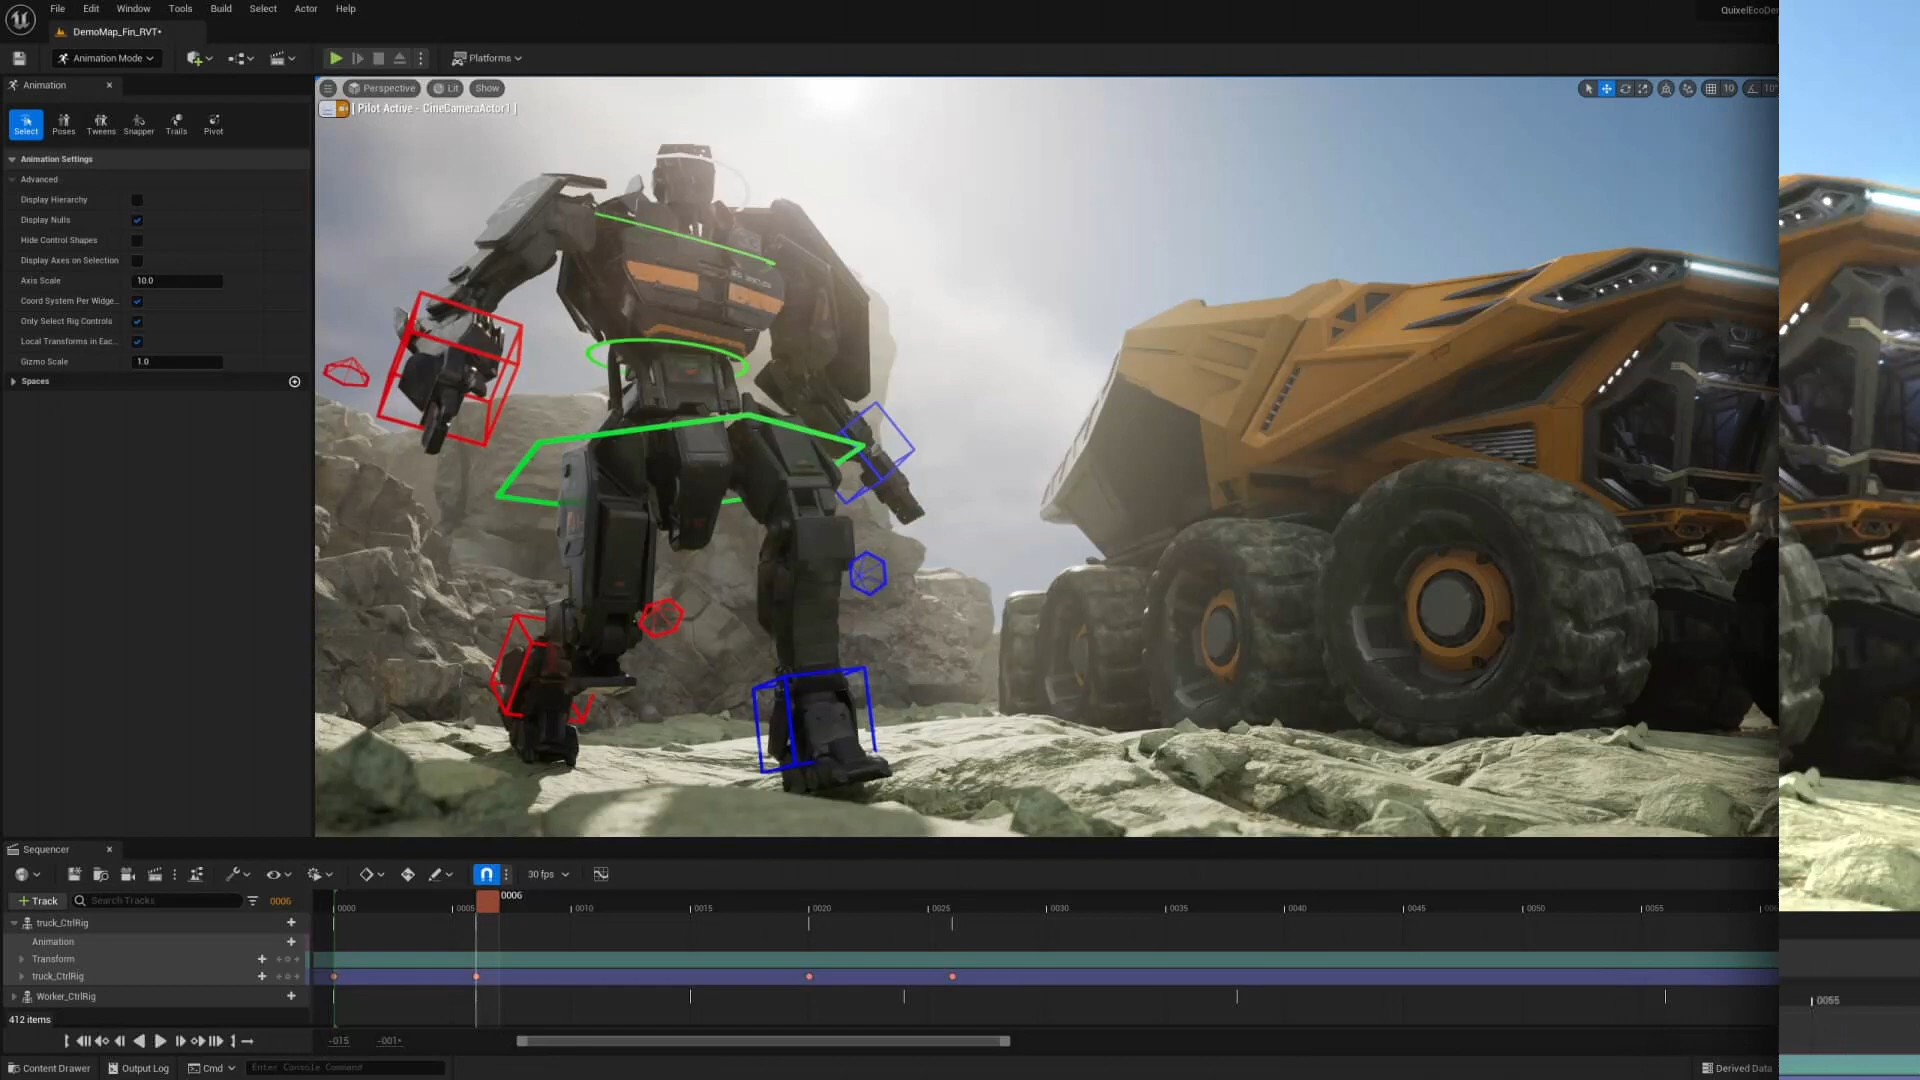 File Edit Window Tools Build Select Actor Help
QuixelEcoDer
DemoMap_Fin_RVT•
Animation Mode
Platforms
Animation
Perspective Lit Show
10 10°
[ Pilot Active - CineCameraActor1 ]
Select Poses Tweens Snapper Trails Pivot
Animation Settings
Advanced
Display Hierarchy
Display Nulls
Hide Control Shapes
Display Axes on Selection
Axis Scale 10.0
Coord System Per Widge...
Only Select Rig Controls
Local Transforms in Eac...
Gizmo Scale 1.0
Spaces
Sequencer
30 fps
+ Track Search Tracks 0006
0006
0000 0005 0010 0015 0020 0025 0030 0035 0040 0045 0050 0055
truck_CtrlRig
Animation
Transform
truck_CtrlRig
Worker_CtrlRig
0055
412 items
-015 -001•
Content Drawer Output Log Cmd Enter Console Command
Derived Data